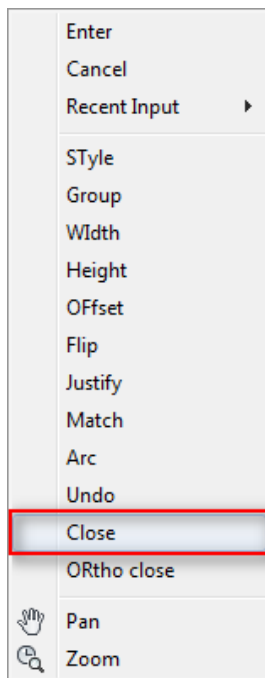 Enter
Cancel
Recent Input
STyle
Group
WIdth
Height
OFfset
Flip
Justify
Match
Arc
Undo
Close
ORtho close
Pan
Zoom